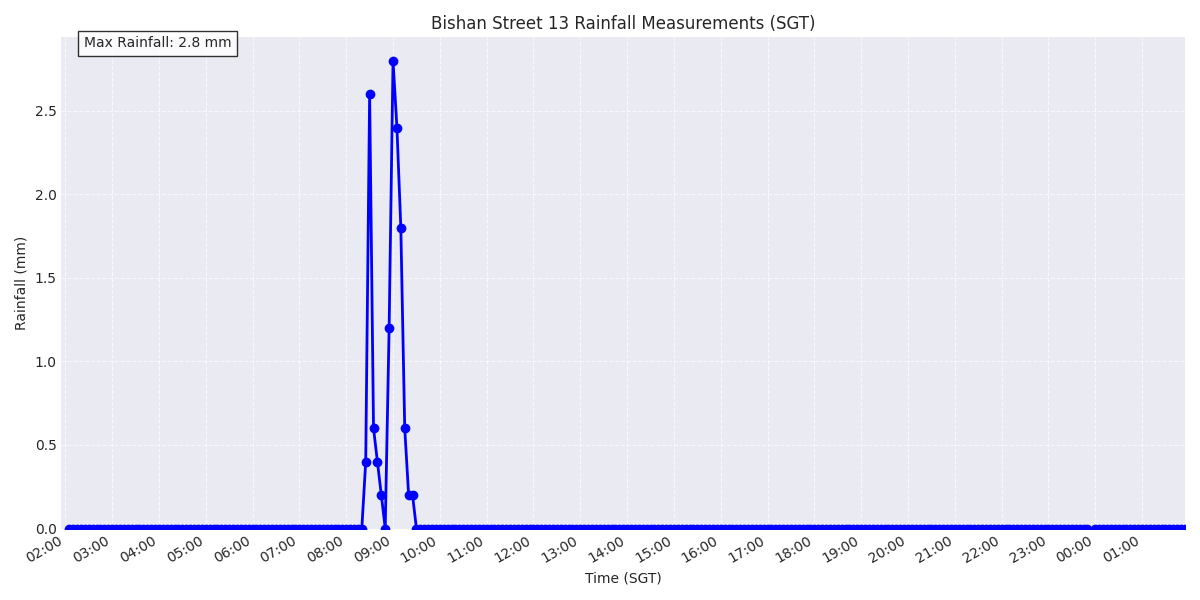 Bishan Street 13 Rainfall Measurements (SGT)
Max Rainfall: 2.8 mm
Rainfall (mm)
2.5
2.0
1.5
1.0
0.5
0.0
02:00 03:00 04:00 05:00 06:00 07:00 08:00 09:00 10:00 11:00 12:00 13:00 14:00 15:00 16:00 17:00 18:00 19:00 20:00 21:00 22:00 23:00 00:00 01:00
Time (SGT)